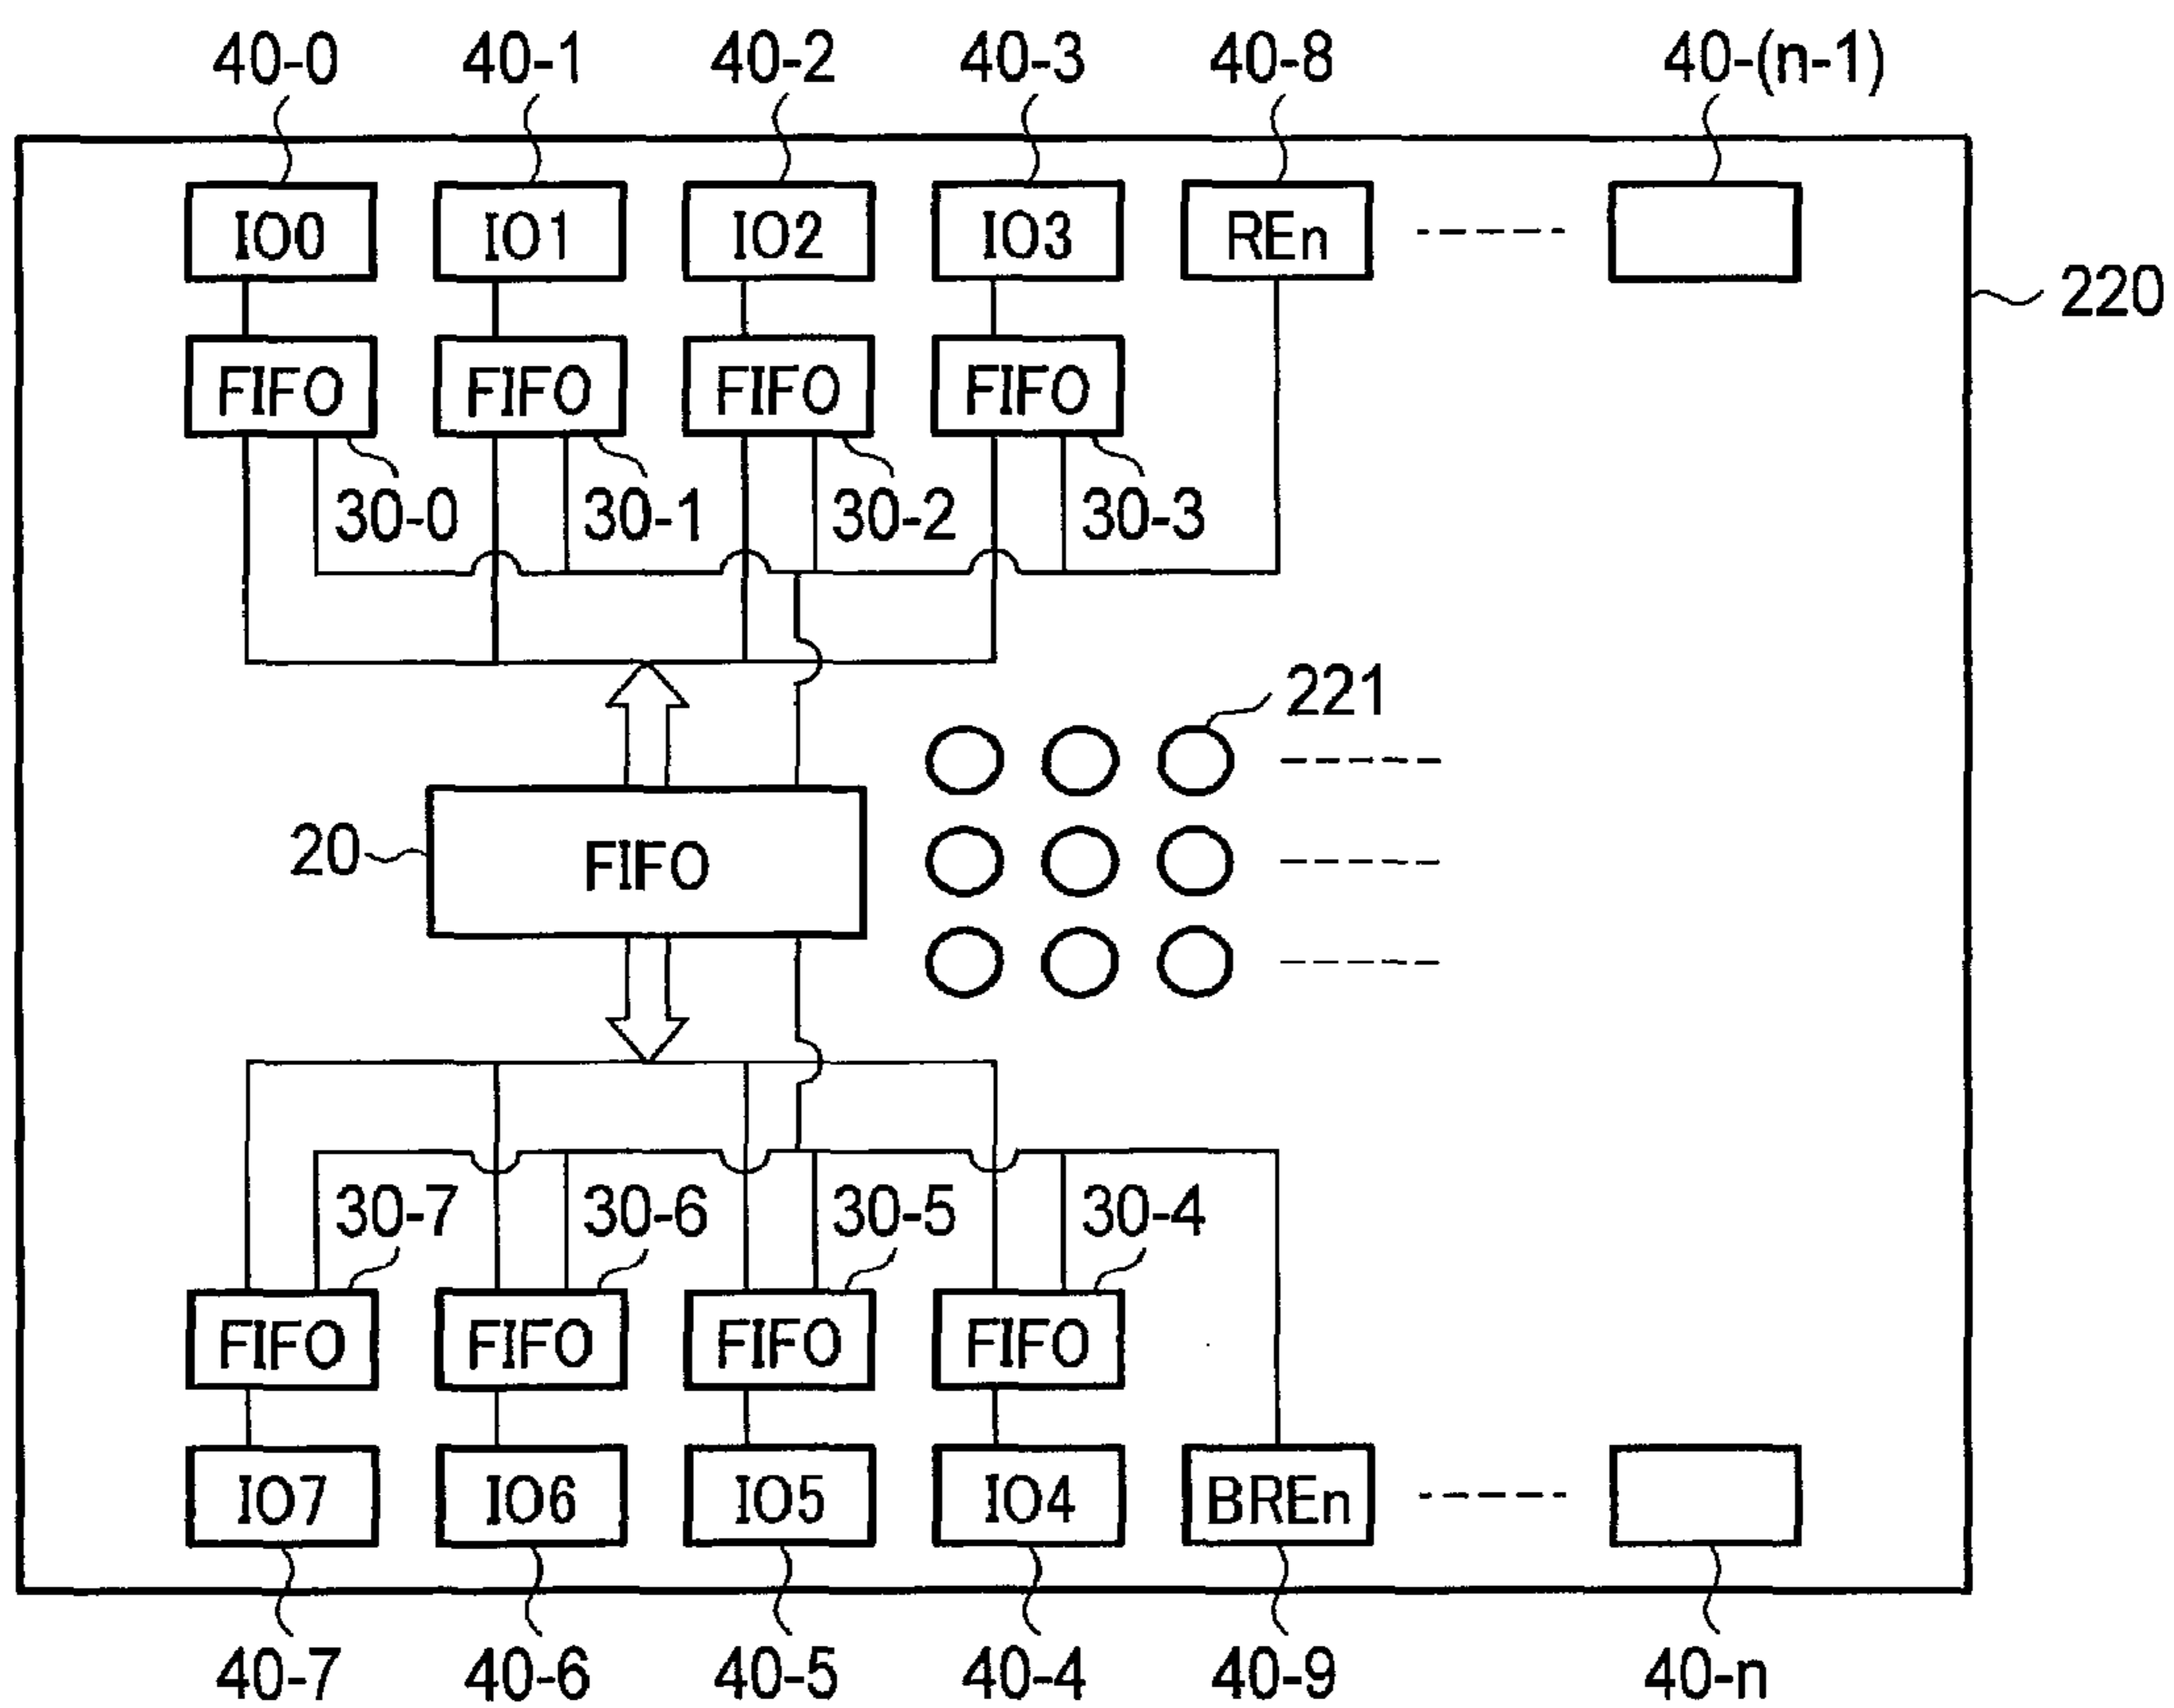 40-0 40-1 40-2 40-3 40-8 40-(n-1)
IO0 IO1 IO2 IO3 REn
220
FIFO FIFO FIFO FIFO
30-0 30-1 30-2 30-3
221
20 FIFO
30-7 30-6 30-5 30-4
FIFO FIFO FIFO FIFO
IO7 IO6 IO5 IO4 BREn
40-7 40-6 40-5 40-4 40-9 40-n